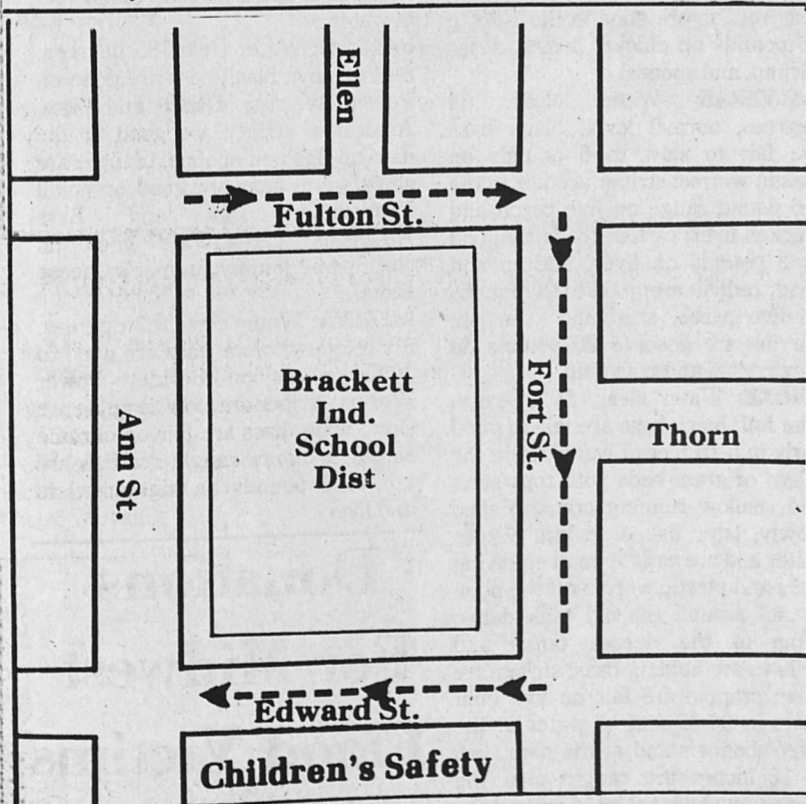 Ellen
Fulton St.
Brackett
Ind.
School
Dist
Ann St.
Fort St.
Thorn
Edward St.
Children's Safety